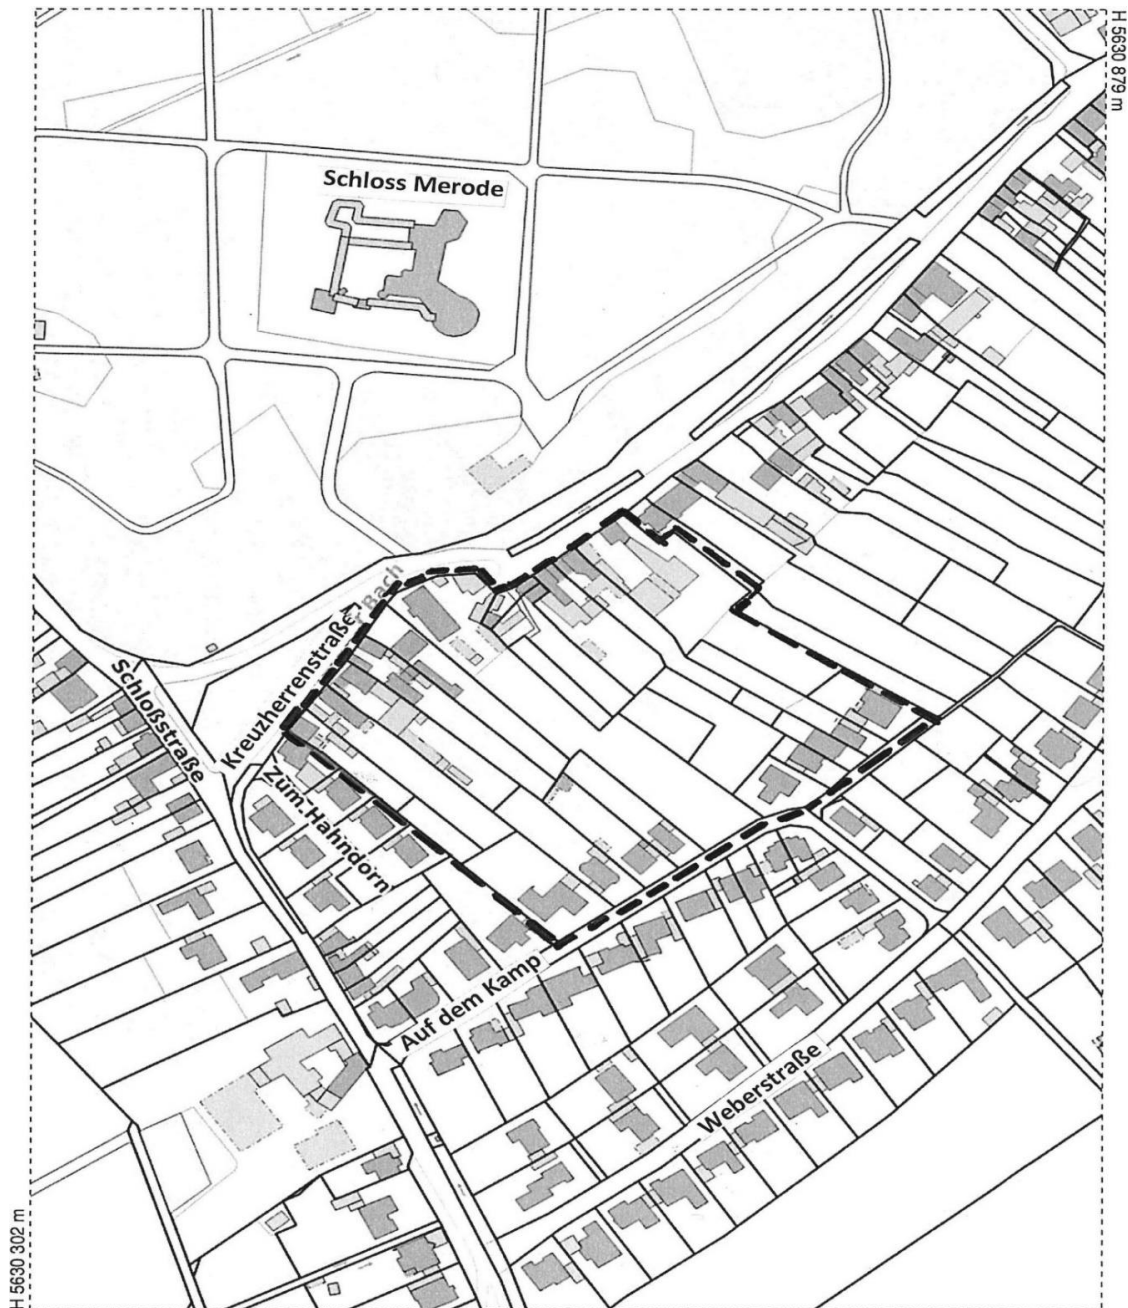 H 5630 879 m
Schloss Merode
Bach
Kreuzherrenstraße
Schloßstraße
Zum Hahndorn
Auf dem Kamp
Weberstraße
H 5630 302 m